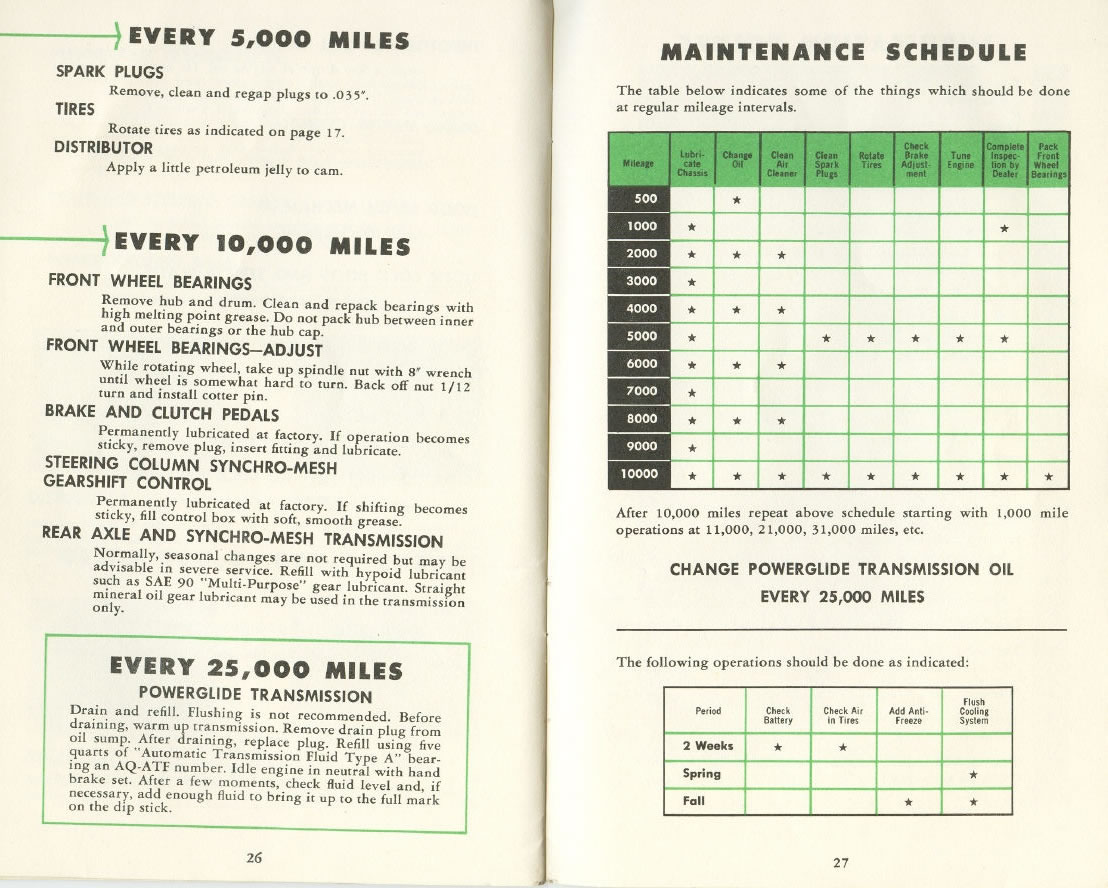 EVERY 5,000 MILES
SPARK PLUGS
Remove, clean and regap plugs to .035".
TIRES
Rotate tires as indicated on page 17.
DISTRIBUTOR
Apply a little petroleum jelly to cam.
EVERY 10,000 MILES
FRONT WHEEL BEARINGS
Remove hub and drum. Clean and repack bearings with
high melting point grease. Do not pack hub between inner
and outer bearings or the hub cap.
FRONT WHEEL BEARINGS—ADJUST
While rotating wheel, take up spindle nut with 8" wrench
until wheel is somewhat hard to turn. Back off nut 1/12
turn and install cotter pin.
BRAKE AND CLUTCH PEDALS
Permanently lubricated at factory. If operation becomes
sticky, remove plug, insert fitting and lubricate.
STEERING COLUMN SYNCHRO-MESH
GEARSHIFT CONTROL
Permanently lubricated at factory. If shifting becomes
sticky, fill control box with soft, smooth grease.
REAR AXLE AND SYNCHRO-MESH TRANSMISSION
Normally, seasonal changes are not required but may be
advisable in severe service. Refill with hypoid lubricant
such as SAE 90 "Multi-Purpose" gear lubricant. Straight
mineral oil gear lubricant may be used in the transmission
only.
EVERY 25,000 MILES
POWERGLIDE TRANSMISSION
Drain and refill. Flushing is not recommended. Before
draining, warm up transmission. Remove drain plug from
oil sump. After draining, replace plug. Refill using five
quarts of "Automatic Transmission Fluid Type A" bear-
ing an AQ-ATF number. Idle engine in neutral with hand
brake set. After a few moments, check fluid level and, if
necessary, add enough fluid to bring it up to the full mark
on the dip stick.
26
MAINTENANCE SCHEDULE
The table below indicates some of the things which should be done
at regular mileage intervals.
Mileage
Lubri-
cate
Chassis
Change
Oil
Clean
Air
Cleaner
Clean
Spark
Plugs
Rotate
Tires
Check
Brake
Adjust-
ment
Tune
Engine
Complete
Inspec-
tion by
Dealer
Pack
Front
Wheel
Bearings
500 ★
1000 ★ ★
2000 ★ ★ ★
3000 ★
4000 ★ ★ ★
5000 ★ ★ ★ ★ ★ ★
6000 ★ ★ ★
7000 ★
8000 ★ ★ ★
9000 ★
10000 ★ ★ ★ ★ ★ ★ ★ ★ ★
After 10,000 miles repeat above schedule starting with 1,000 mile
operations at 11,000, 21,000, 31,000 miles, etc.
CHANGE POWERGLIDE TRANSMISSION OIL
EVERY 25,000 MILES
The following operations should be done as indicated:
Period
Check
Battery
Check Air
in Tires
Add Anti-
Freeze
Flush
Cooling
System
2 Weeks ★ ★
Spring ★
Fall ★ ★
27